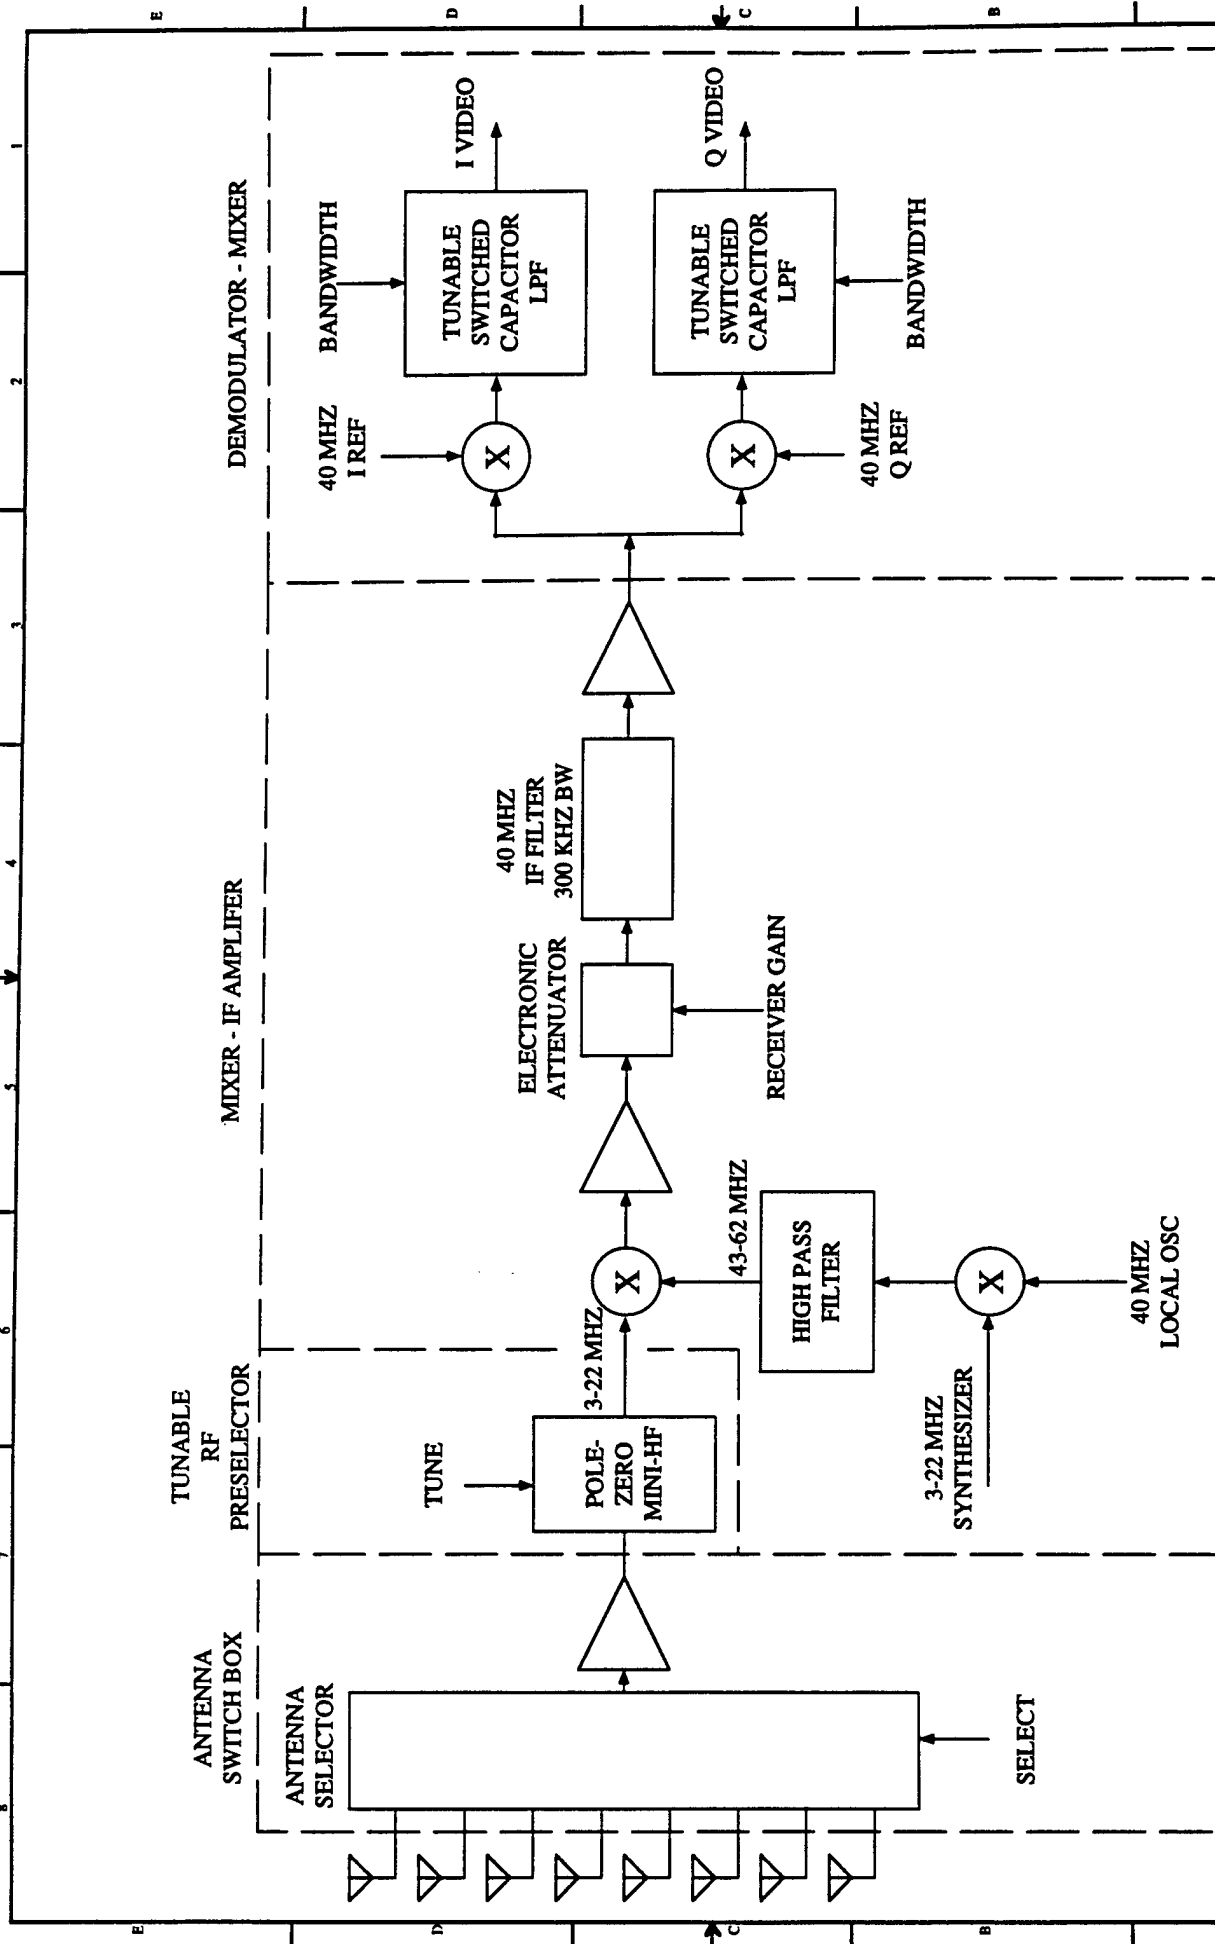 ANTENNA
SWITCH BOX
TUNABLE
RF
PRESELECTOR
MIXER - IF AMPLIFER
DEMODULATOR - MIXER
ANTENNA
SELECTOR
SELECT
TUNE
POLE-
ZERO
MINI-HF
3-22 MHZ
3-22 MHZ
SYNTHESIZER
X
40 MHZ
LOCAL OSC
HIGH PASS
FILTER
43-62 MHZ
X
ELECTRONIC
ATTENUATOR
RECEIVER GAIN
40 MHZ
IF FILTER
300 KHZ BW
40 MHZ
I REF
X
BANDWIDTH
TUNABLE
SWITCHED
CAPACITOR
LPF
I VIDEO
40 MHZ
Q REF
X
BANDWIDTH
TUNABLE
SWITCHED
CAPACITOR
LPF
Q VIDEO
8
7
6
5
4
3
2
1
E
D
C
B
E
D
C
B